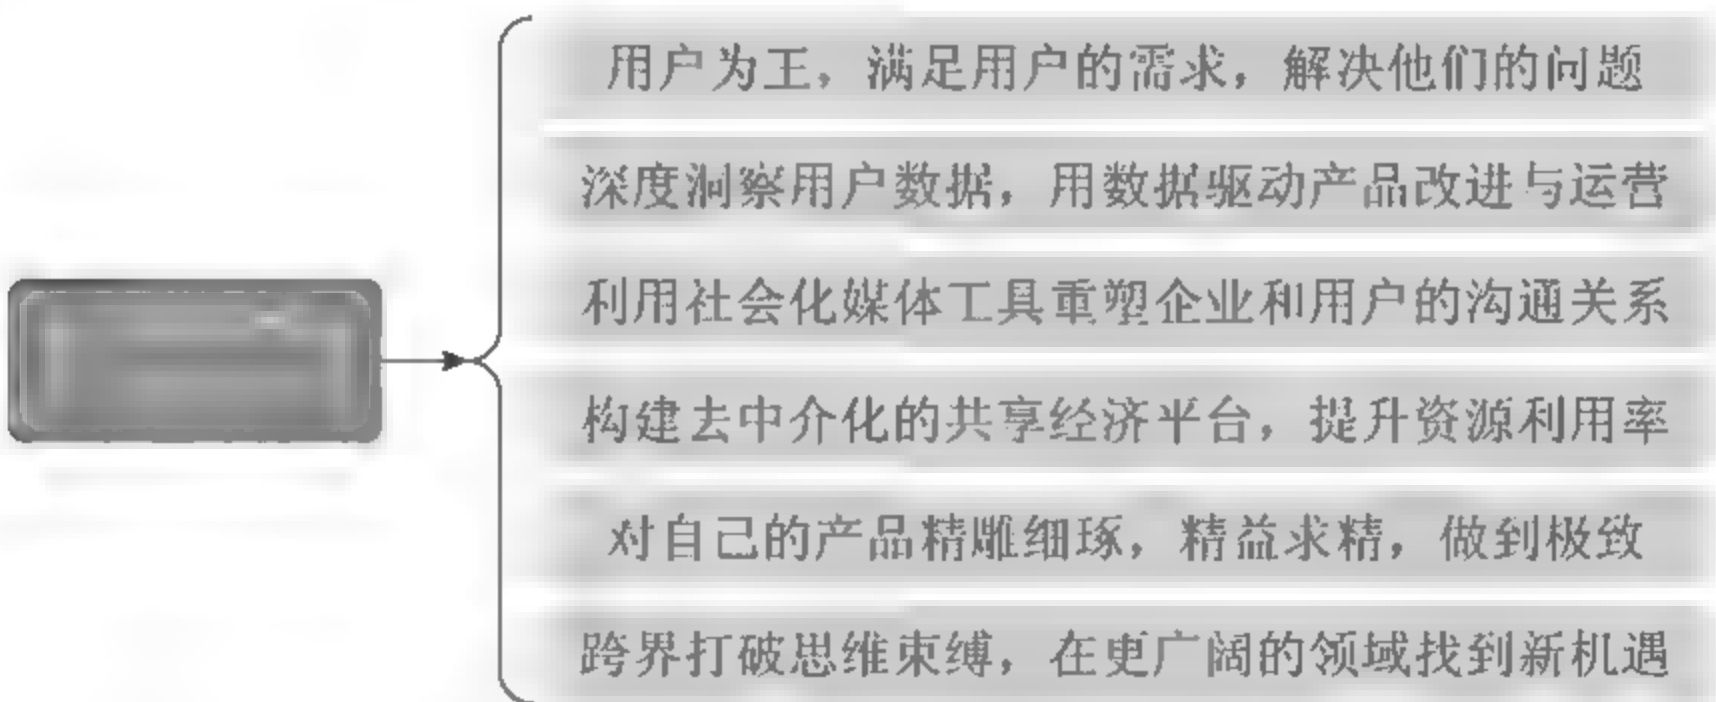 用户为王，满足用户的需求，解决他们的问题
深度洞察用户数据，用数据驱动产品改进与运营
利用社会化媒体工具重塑企业和用户的沟通关系
构建去中介化的共享经济平台，提升资源利用率
对自己的产品精雕细琢，精益求精，做到极致
跨界打破思维束缚，在更广阔的领域找到新机遇